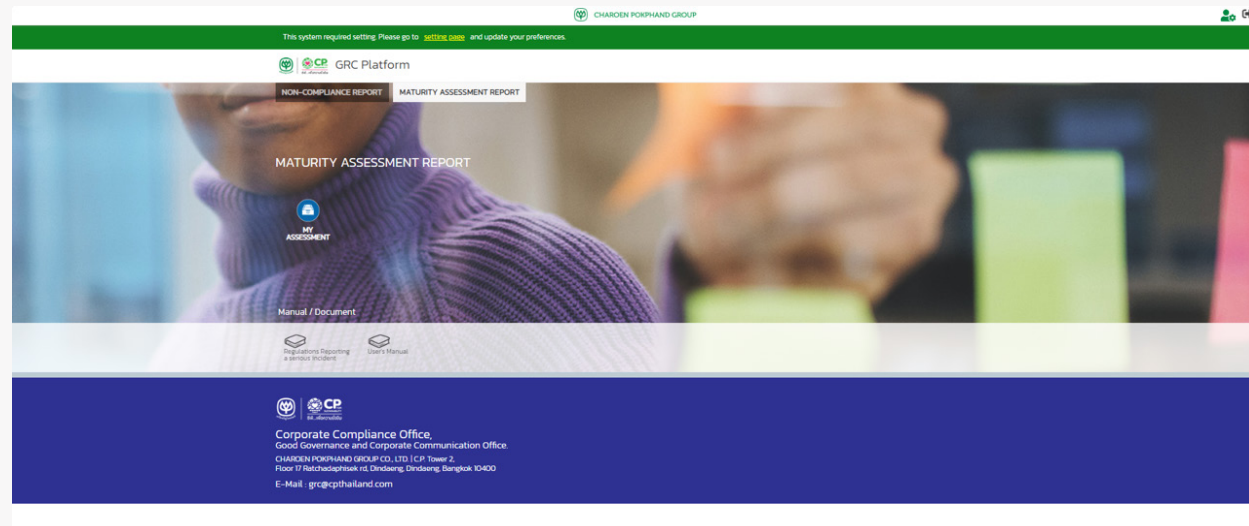 CHAROEN POKPHAND GROUP
This system required setting. Please go to setting page and update your preferences.
CP
GRC Platform
NON-COMPLIANCE REPORT
MATURITY ASSESSMENT REPORT
MATURITY ASSESSMENT REPORT
MY
ASSESSMENT
Manual / Document
Regulations Reporting
a serious incident
User's Manual
CP
Corporate Compliance Office,
Good Governance and Corporate Communication Office.
CHAROEN POKPHAND GROUP CO., LTD. | C.P. Tower 2,
Floor 17 Ratchadaphisek rd, Dindaeng, Dindaeng, Bangkok 10400
E-Mail : grc@cpthailand.com